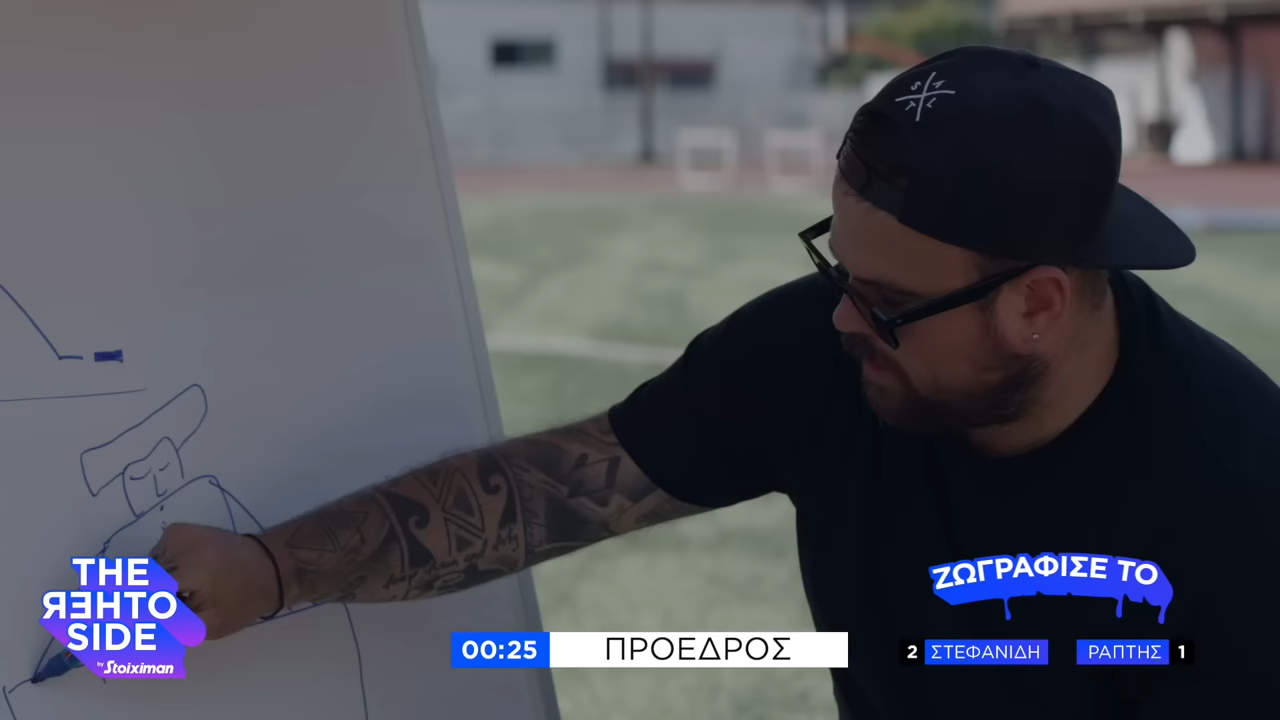 S A
T L
THE
OTHER
SIDE
by Stoiximan
00:25 ΠΡΟΕΔΡΟΣ
ΖΩΓΡΑΦΙΣΕ ΤΟ
2 ΣΤΕΦΑΝΙΔΗ ΡΑΠΤΗΣ 1